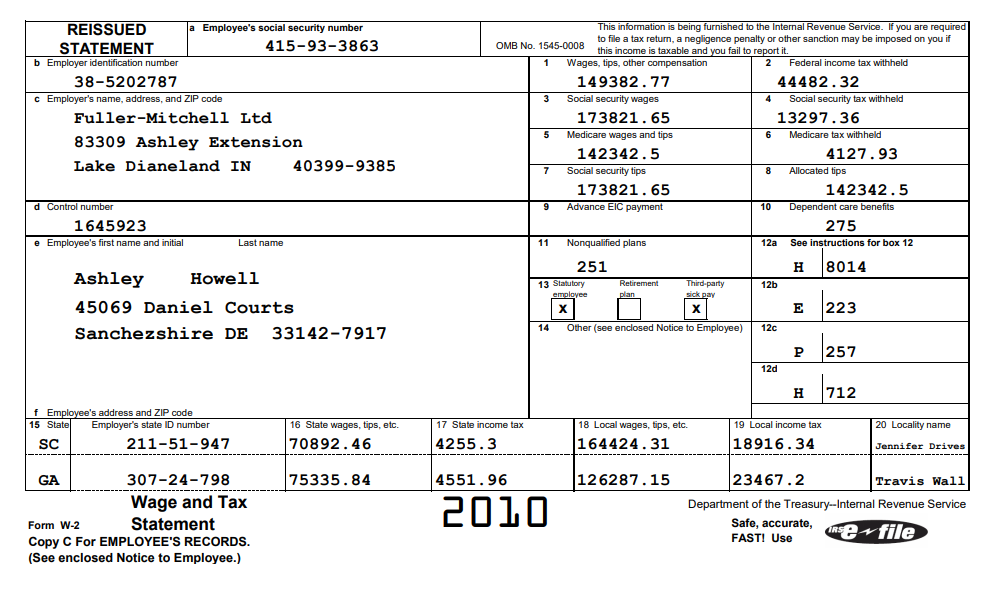 REISSUED STATEMENT
a Employee's social security number
415-93-3863
OMB No. 1545-0008
This information is being furnished to the Internal Revenue Service. If you are required
to file a tax return, a negligence penalty or other sanction may be imposed on you if
this income is taxable and you fail to report it.
b Employer identification number
38-5202787
1 Wages, tips, other compensation
149382.77
2 Federal income tax withheld
44482.32
c Employer's name, address, and ZIP code
Fuller-Mitchell Ltd
83309 Ashley Extension
Lake Dianeland IN 40399-9385
3 Social security wages
173821.65
4 Social security tax withheld
13297.36
5 Medicare wages and tips
142342.5
6 Medicare tax withheld
4127.93
7 Social security tips
173821.65
8 Allocated tips
142342.5
d Control number
1645923
9 Advance EIC payment
10 Dependent care benefits
275
e Employee's first name and initial Last name
Ashley Howell
45069 Daniel Courts
Sanchezshire DE 33142-7917
11 Nonqualified plans
251
12a See instructions for box 12
H 8014
13 Statutory employee
X
Retirement plan
Third-party sick pay
X
12b
E 223
14 Other (see enclosed Notice to Employee)
12c
P 257
12d
H 712
f Employee's address and ZIP code
15 State Employer's state ID number 16 State wages, tips, etc. 17 State income tax 18 Local wages, tips, etc. 19 Local income tax 20 Locality name
SC 211-51-947 70892.46 4255.3 164424.31 18916.34 Jennifer Drives
GA 307-24-798 75335.84 4551.96 126287.15 23467.2 Travis Wall
Form W-2
Wage and Tax
Statement
2010
Department of the Treasury--Internal Revenue Service
Copy C For EMPLOYEE'S RECORDS.
(See enclosed Notice to Employee.)
Safe, accurate,
FAST! Use
IRS e-file